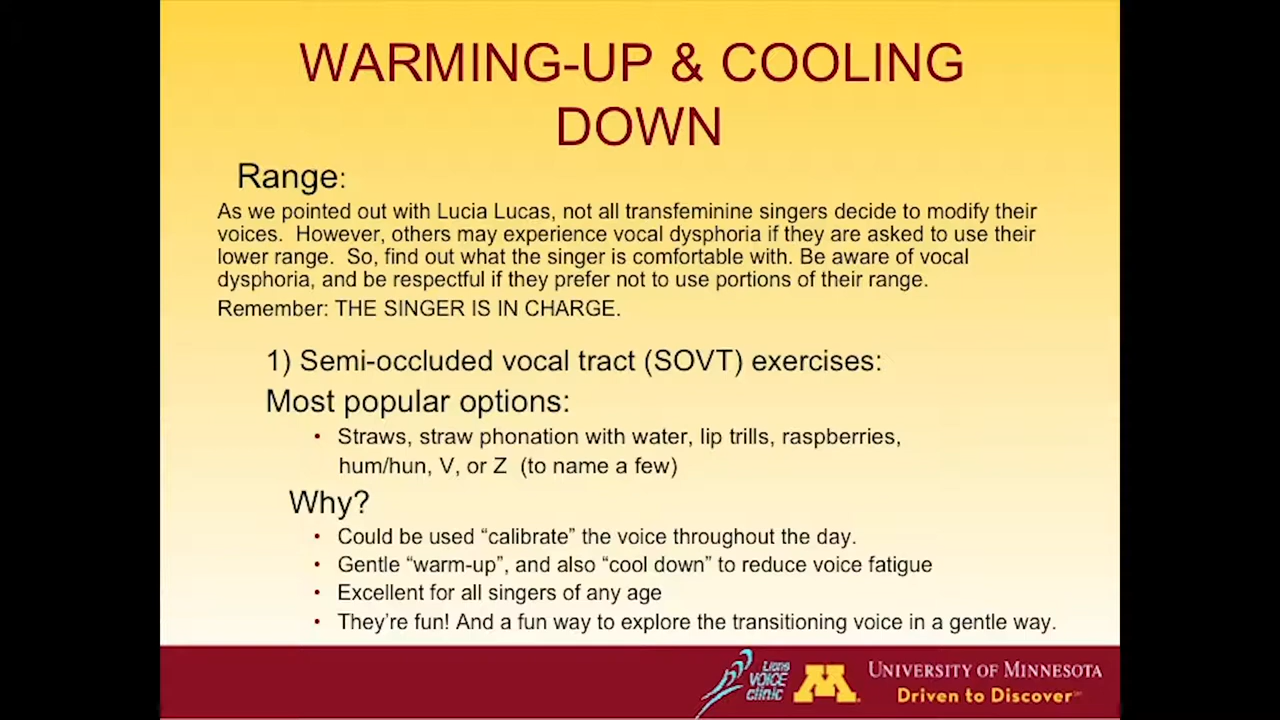 WARMING-UP & COOLING
DOWN
Range:
As we pointed out with Lucia Lucas, not all transfeminine singers decide to modify their
voices.  However, others may experience vocal dysphoria if they are asked to use their
lower range.  So, find out what the singer is comfortable with. Be aware of vocal
dysphoria, and be respectful if they prefer not to use portions of their range.
Remember: THE SINGER IS IN CHARGE.
1) Semi-occluded vocal tract (SOVT) exercises:
Most popular options:
• Straws, straw phonation with water, lip trills, raspberries,
hum/hun, V, or Z  (to name a few)
Why?
• Could be used “calibrate” the voice throughout the day.
• Gentle “warm-up”, and also “cool down” to reduce voice fatigue
• Excellent for all singers of any age
• They’re fun! And a fun way to explore the transitioning voice in a gentle way.
Lions
VOICE
clinic
M
UNIVERSITY OF MINNESOTA
Driven to Discover℠